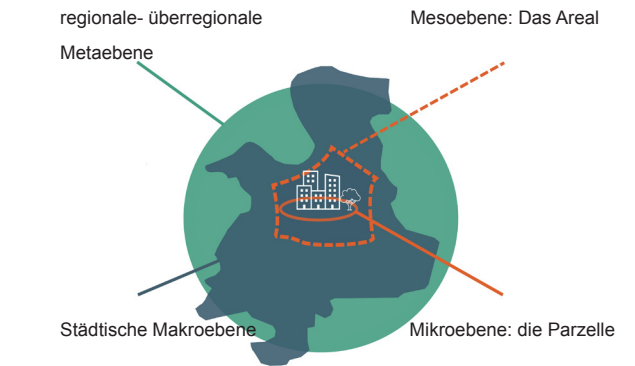 regionale- überregionale
Metaebene
Mesoebene: Das Areal
Städtische Makroebene
Mikroebene: die Parzelle